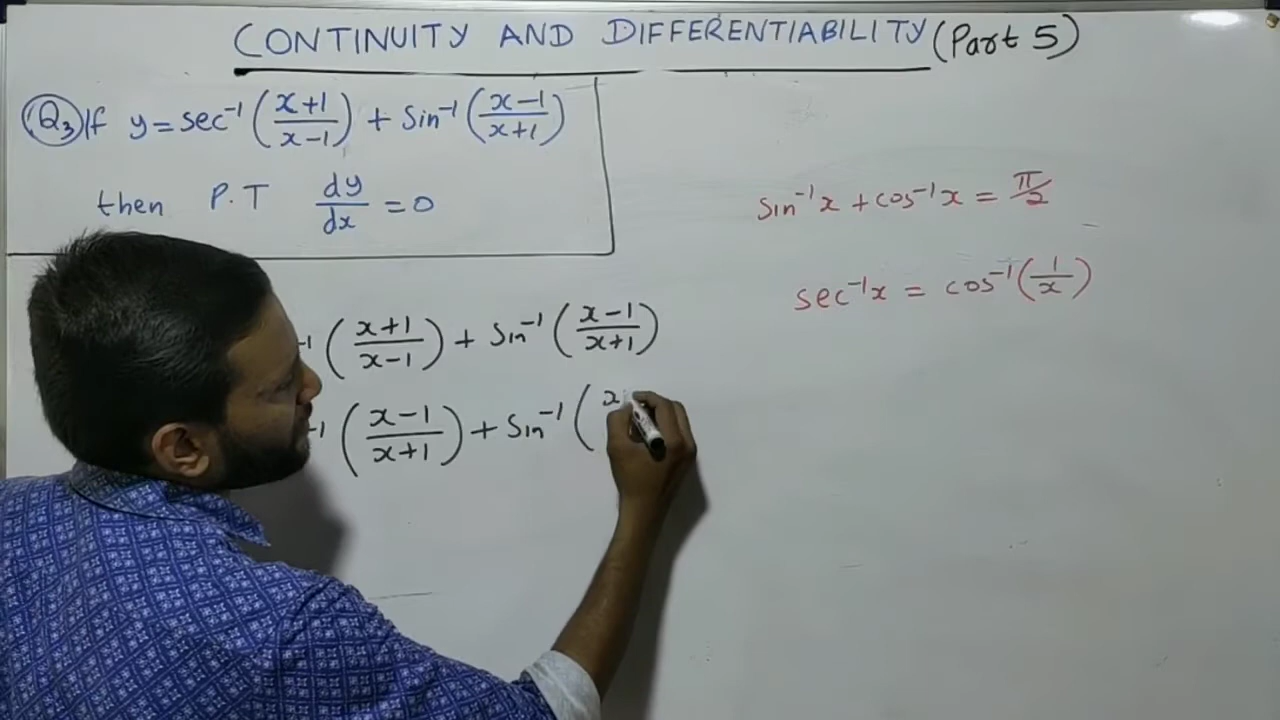 CONTINUITY AND DIFFERENTIABILITY (Part 5)
Q3 If y = sec⁻¹ ((x+1)/(x−1)) + Sin⁻¹ ((x−1)/(x+1))
then P.T dy/dx = 0
Sin⁻¹x + cos⁻¹x = π/2
sec⁻¹x = cos⁻¹(1/x)
⁻¹ ((x+1)/(x−1)) + Sin⁻¹ ((x−1)/(x+1))
⁻¹ ((x−1)/(x+1)) + Sin⁻¹ (x